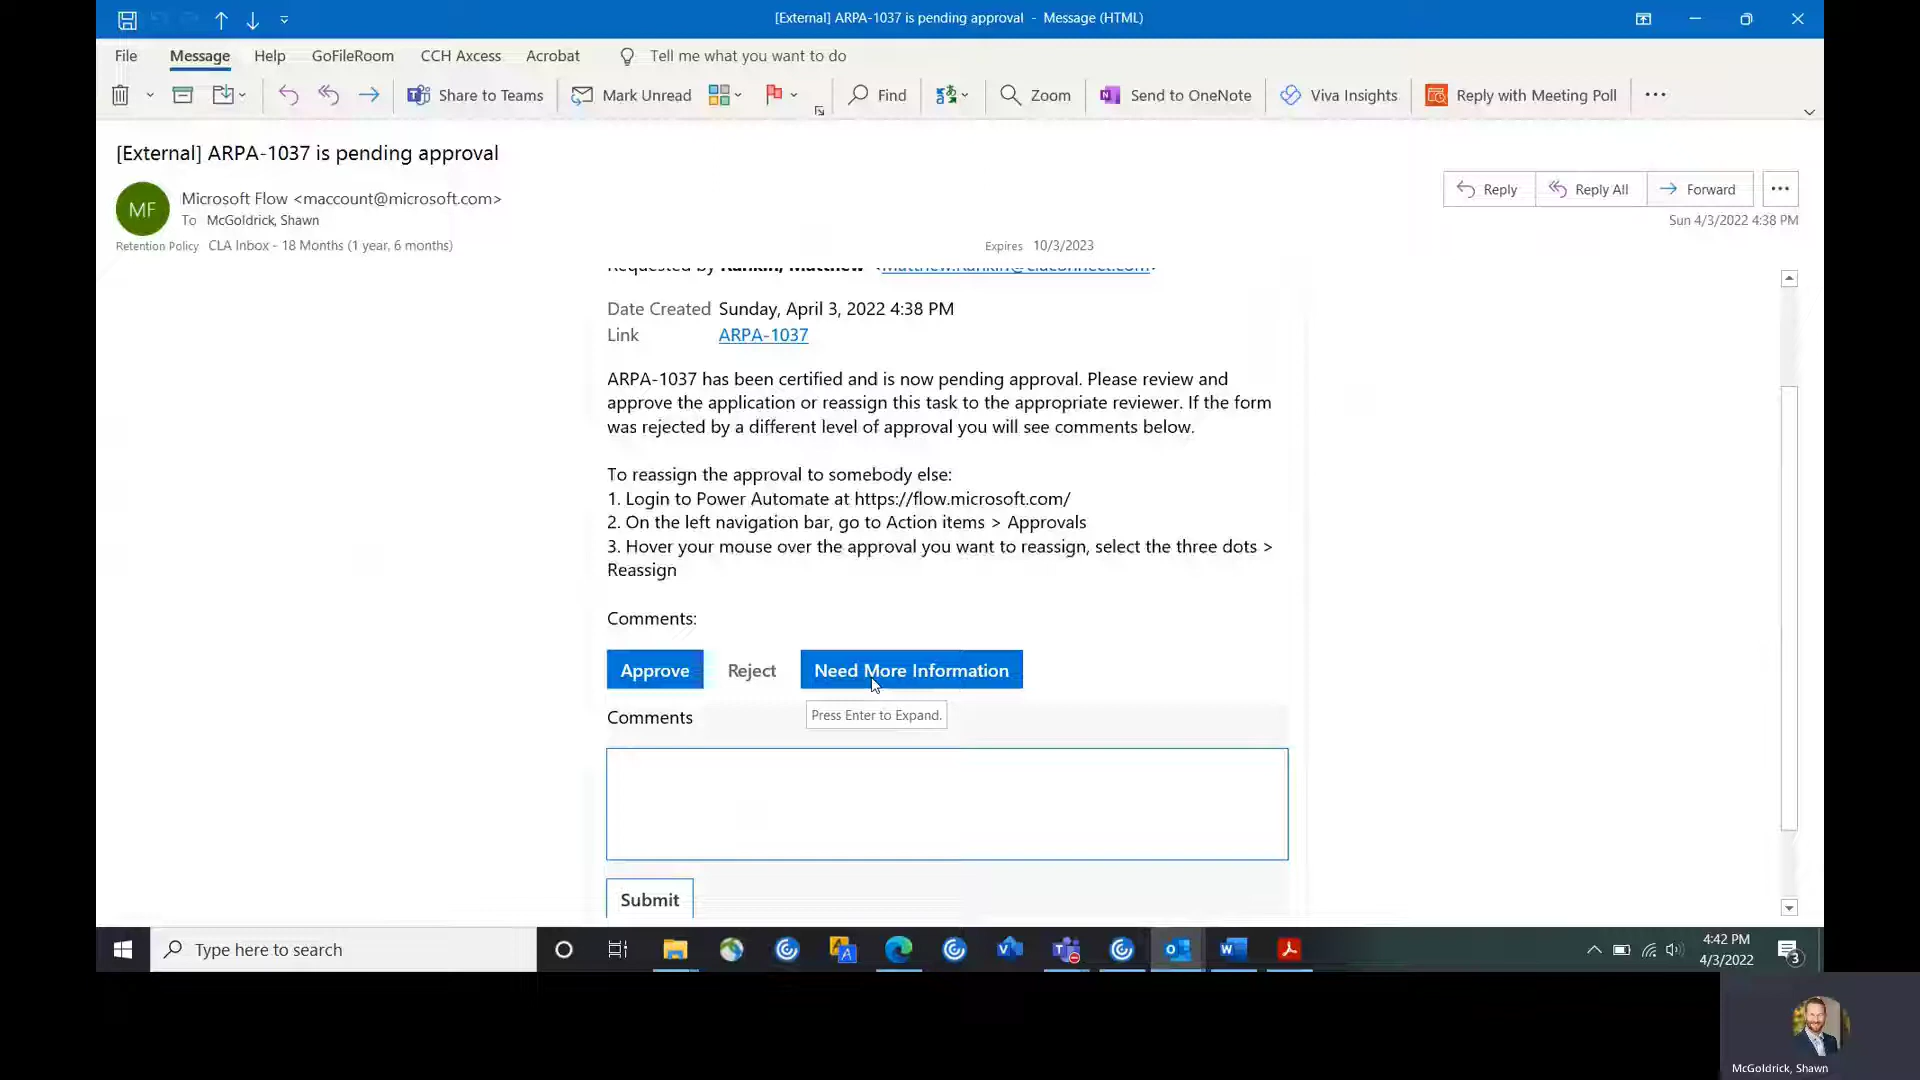 [External] ARPA-1037 is pending approval - Message (HTML)
File Message Help GoFileRoom CCH Axcess Acrobat Tell me what you want to do
Share to Teams Mark Unread Find Zoom Send to OneNote Viva Insights Reply with Meeting Poll
[External] ARPA-1037 is pending approval
MF
Microsoft Flow <maccount@microsoft.com>
To McGoldrick, Shawn
Reply Reply All Forward
Sun 4/3/2022 4:38 PM
Retention Policy CLA Inbox - 18 Months (1 year, 6 months)
Expires 10/3/2023
Requested by Rankin, Matthew <Matthew.Rankin@claconnect.com>
Date Created Sunday, April 3, 2022 4:38 PM
Link ARPA-1037
ARPA-1037 has been certified and is now pending approval. Please review and
approve the application or reassign this task to the appropriate reviewer. If the form
was rejected by a different level of approval you will see comments below.
To reassign the approval to somebody else:
1. Login to Power Automate at https://flow.microsoft.com/
2. On the left navigation bar, go to Action items > Approvals
3. Hover your mouse over the approval you want to reassign, select the three dots >
Reassign
Comments:
Approve Reject Need More Information
Press Enter to Expand.
Comments
Submit
Type here to search
4:42 PM
4/3/2022
3
McGoldrick, Shawn